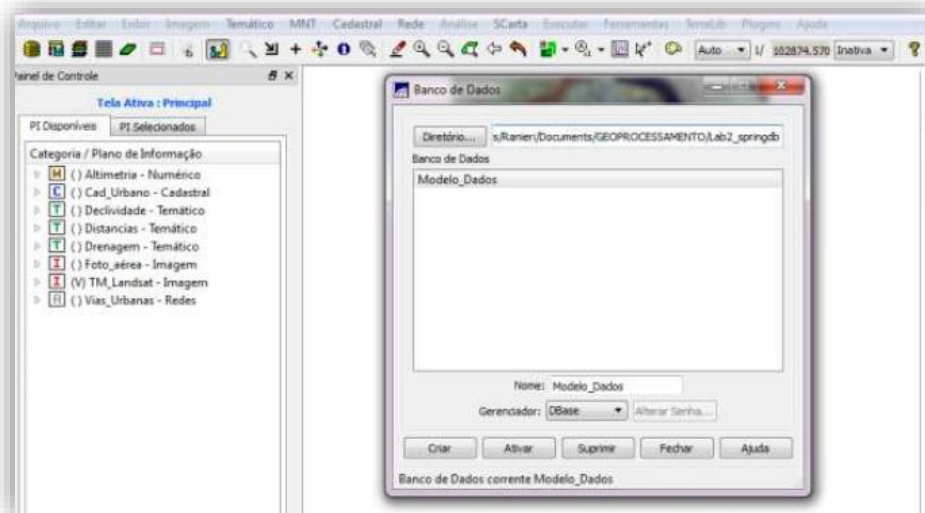 Arquivo Editar Exibir Imagem Temático MNT Cadastral Rede Análise SCarta Executar Ferramentas TerraLib Plugins Ajuda
Auto 1/ 102874.570 Inativa
Painel de Controle
Tela Ativa : Principal
PI Disponíveis PI Selecionados
Categoria / Plano de Informação
M () Altimetria - Numérico
C () Cad_Urbano - Cadastral
T () Declividade - Temático
T () Distancias - Temático
T () Drenagem - Temático
I () Foto_aérea - Imagem
I (V) TM_Landsat - Imagem
R () Vias_Urbanas - Redes
Banco de Dados
Diretório... s/Ranieri/Documents/GEOPROCESSAMENTO/Lab2_springdb
Banco de Dados
Modelo_Dados
Nome: Modelo_Dados
Gerenciador: DBase Alterar Senha...
Criar Ativar Suprimir Fechar Ajuda
Banco de Dados corrente Modelo_Dados